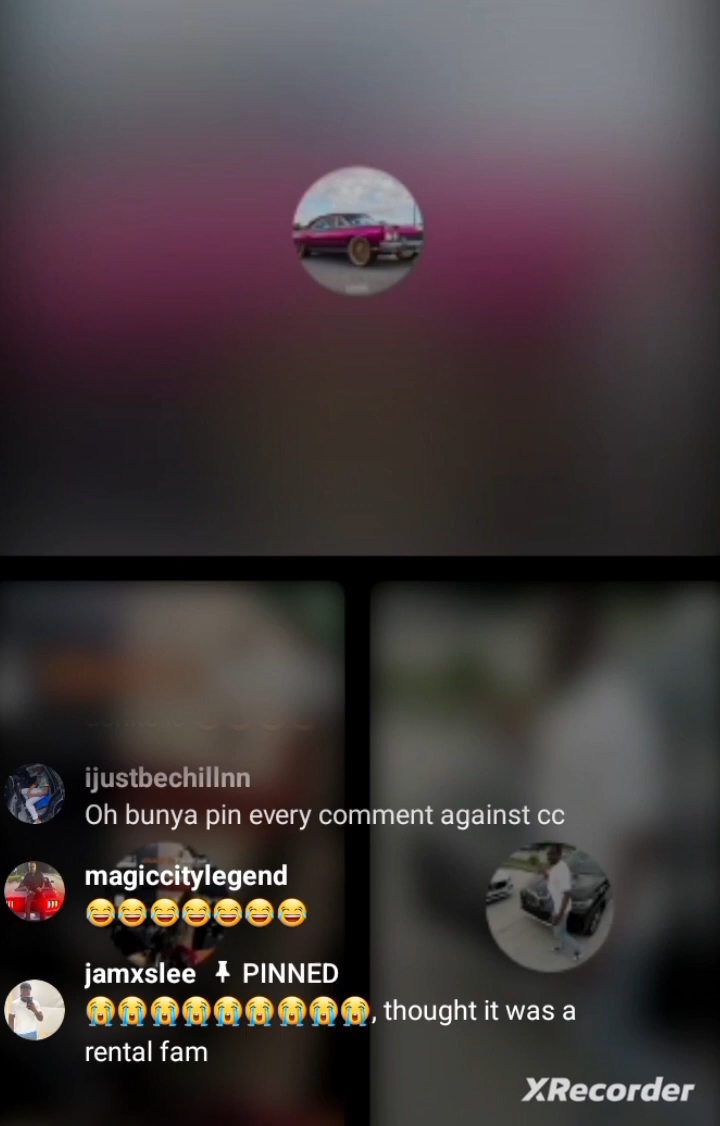 ijustbechillnn
Oh bunya pin every comment against cc
magiccitylegend
😂😂😂😂😂😂😂
jamxslee 📌 PINNED
😭😭😭😭😭😭😭😭😭, thought it was a
rental fam
XRecorder